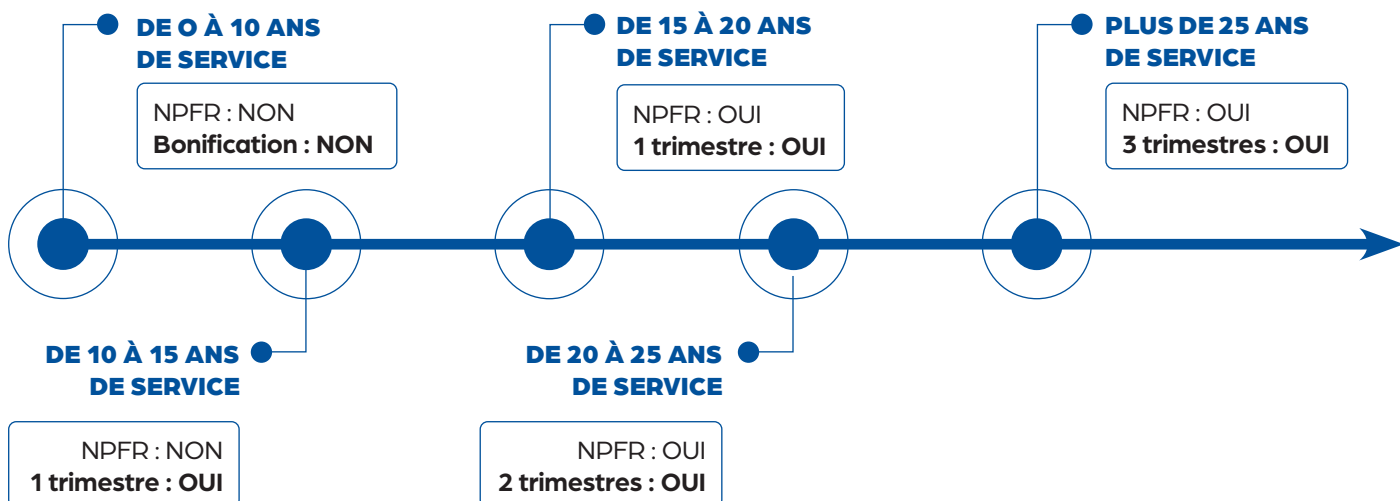 DE O À 10 ANS
DE SERVICE
NPFR : NON
Bonification : NON
DE 10 À 15 ANS
DE SERVICE
NPFR : NON
1 trimestre : OUI
DE 15 À 20 ANS
DE SERVICE
NPFR : OUI
1 trimestre : OUI
DE 20 À 25 ANS
DE SERVICE
NPFR : OUI
2 trimestres : OUI
PLUS DE 25 ANS
DE SERVICE
NPFR : OUI
3 trimestres : OUI